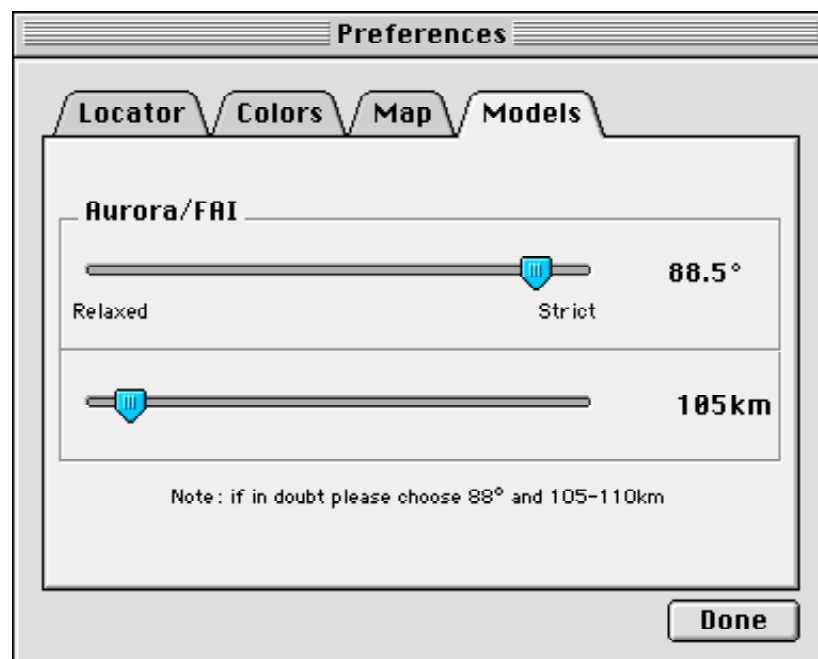 Preferences
Locator Colors Map Models
Aurora/FAI
88.5°
Relaxed Strict
105km
Note: if in doubt please choose 88° and 105-110km
Done